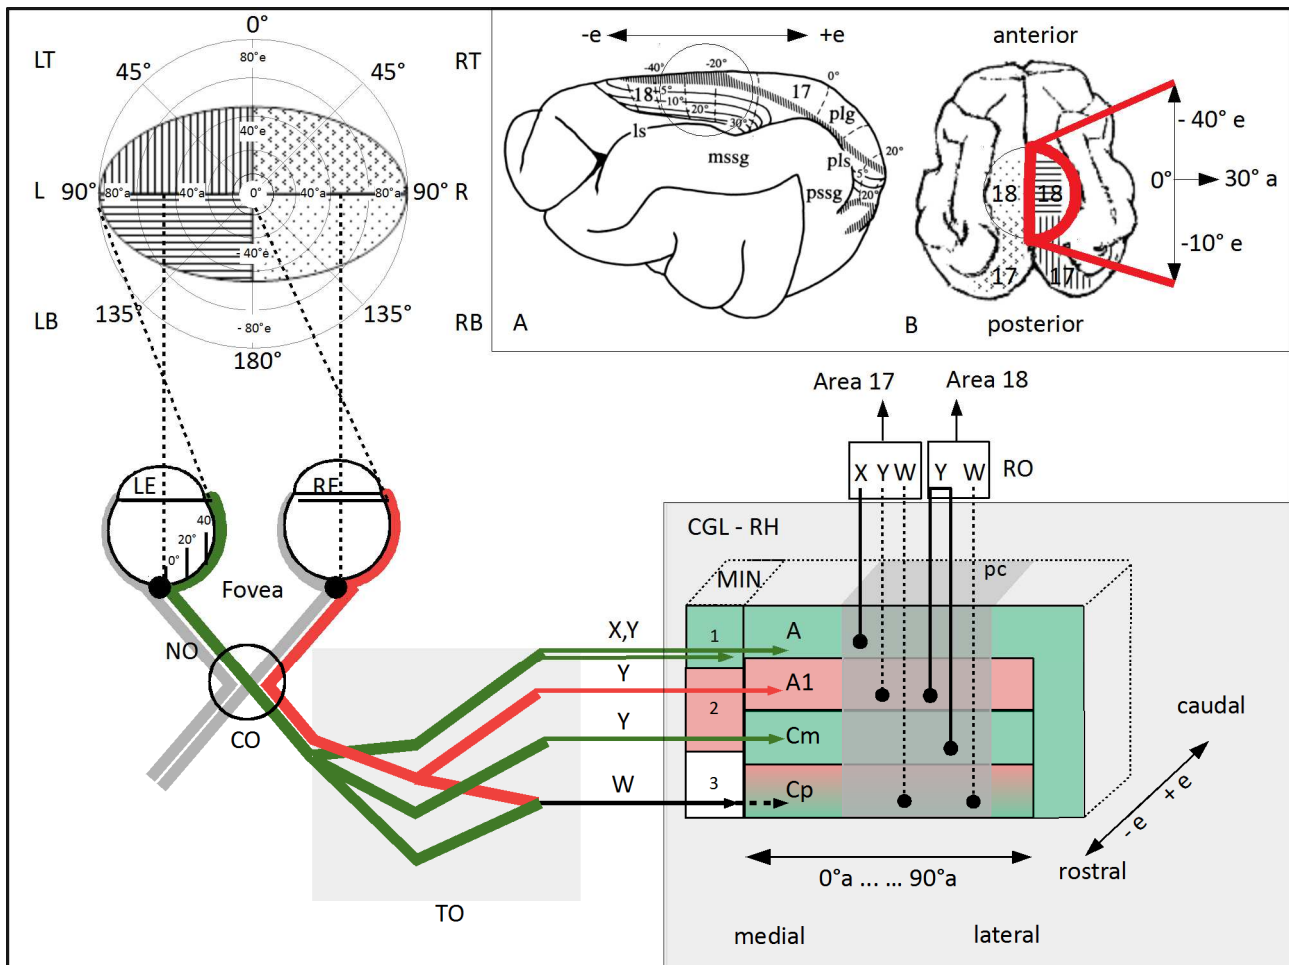 0°
LT
RT
45°
45°
80°e
40°e
L
90°
80°a
40°a
0°
40°a
80°a
90°
R
- 40°e
LB
135°
135°
RB
- 80°e
180°
-e
+e
-40°
-20°
0°
18
5°
10°
20°
30°
17
plg
ls
mssg
pls
20°
5°
pssg
20°
A
anterior
- 40° e
18
18
0°
30° a
-10° e
17
17
B
posterior
LE
RE
40
20°
0°
Fovea
NO
CO
TO
X,Y
Y
Y
W
Area 17
Area 18
X
Y
W
Y
W
RO
CGL - RH
MIN
pc
1
A
2
A1
Cm
3
Cp
caudal
- e
+ e
rostral
0°a ... ... 90°a
medial
lateral